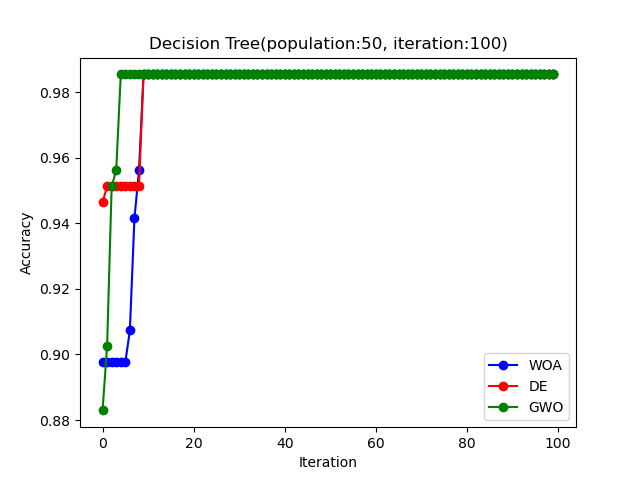 Decision Tree(population:50, iteration:100)
0.98
0.96
0.94
0.92
0.90
0.88
Accuracy
0
20
40
60
80
100
Iteration
WOA
DE
GWO